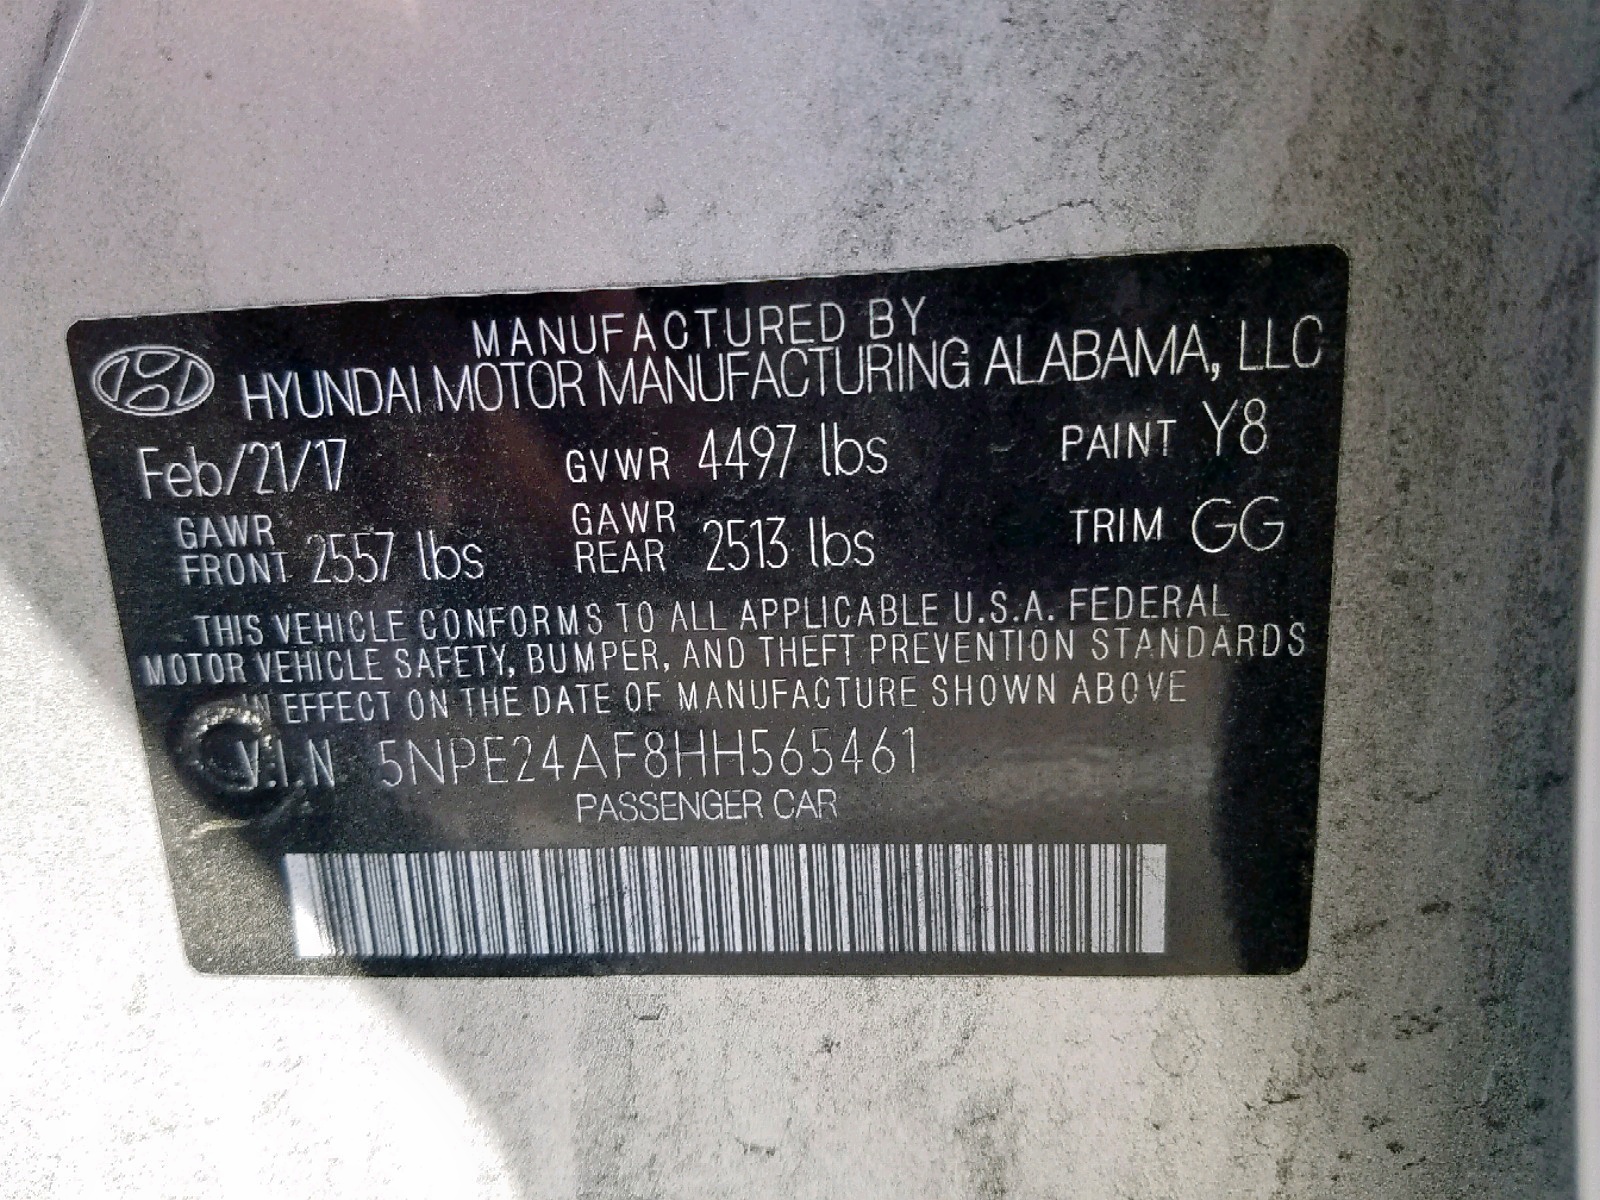 MANUFACTURED BY
HYUNDAI MOTOR MANUFACTURING ALABAMA, LLC
Feb/21/17 GVWR 4497 lbs PAINT Y8
GAWR FRONT 2557 lbs GAWR REAR 2513 lbs TRIM GG
THIS VEHICLE CONFORMS TO ALL APPLICABLE U.S.A. FEDERAL
MOTOR VEHICLE SAFETY, BUMPER, AND THEFT PREVENTION STANDARDS
IN EFFECT ON THE DATE OF MANUFACTURE SHOWN ABOVE
V.I.N 5NPE24AF8HH565461
PASSENGER CAR